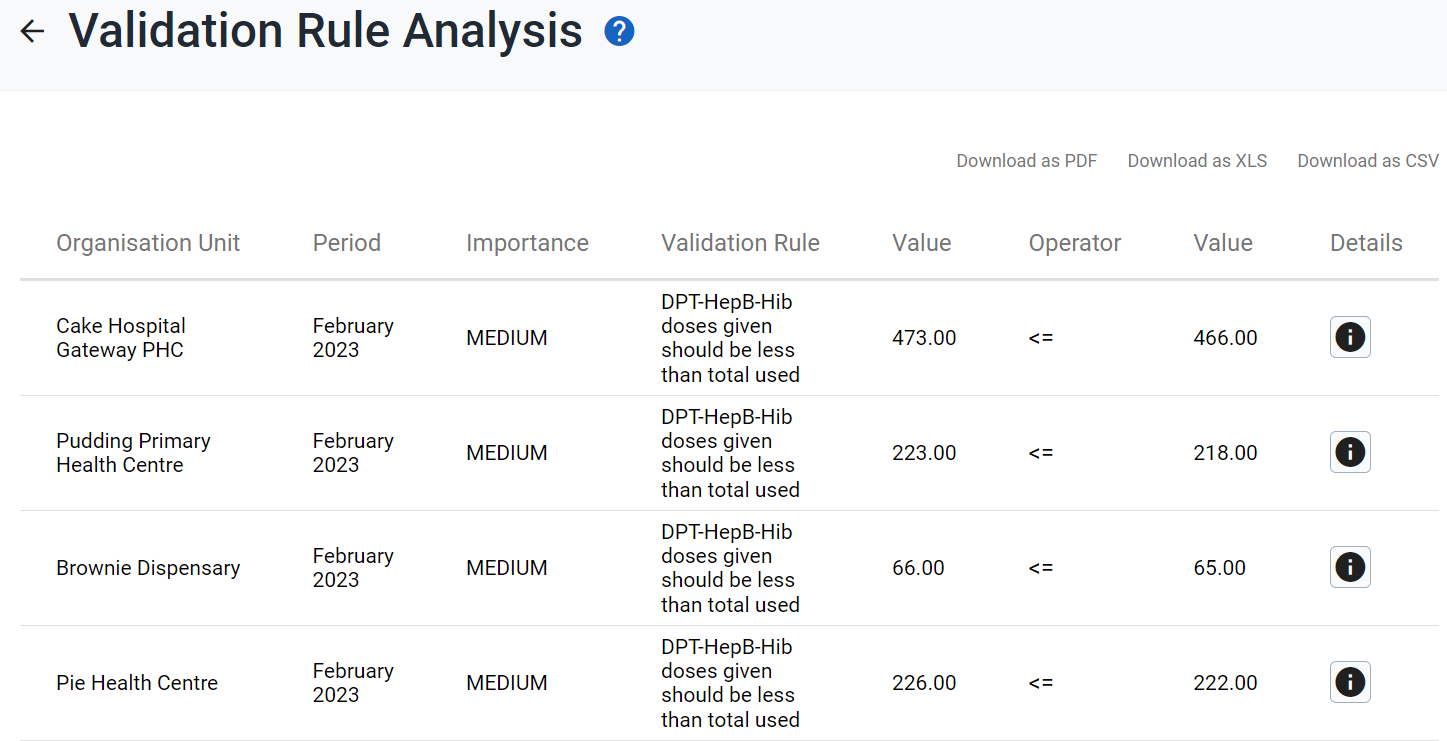 Validation Rule Analysis ?
Download as PDF Download as XLS Download as CSV
Organisation Unit Period Importance Validation Rule Value Operator Value Details
Cake Hospital
Gateway PHC
February
2023
MEDIUM
DPT-HepB-Hib
doses given
should be less
than total used
473.00
<=
466.00
Pudding Primary
Health Centre
February
2023
MEDIUM
DPT-HepB-Hib
doses given
should be less
than total used
223.00
<=
218.00
Brownie Dispensary
February
2023
MEDIUM
DPT-HepB-Hib
doses given
should be less
than total used
66.00
<=
65.00
Pie Health Centre
February
2023
MEDIUM
DPT-HepB-Hib
doses given
should be less
than total used
226.00
<=
222.00